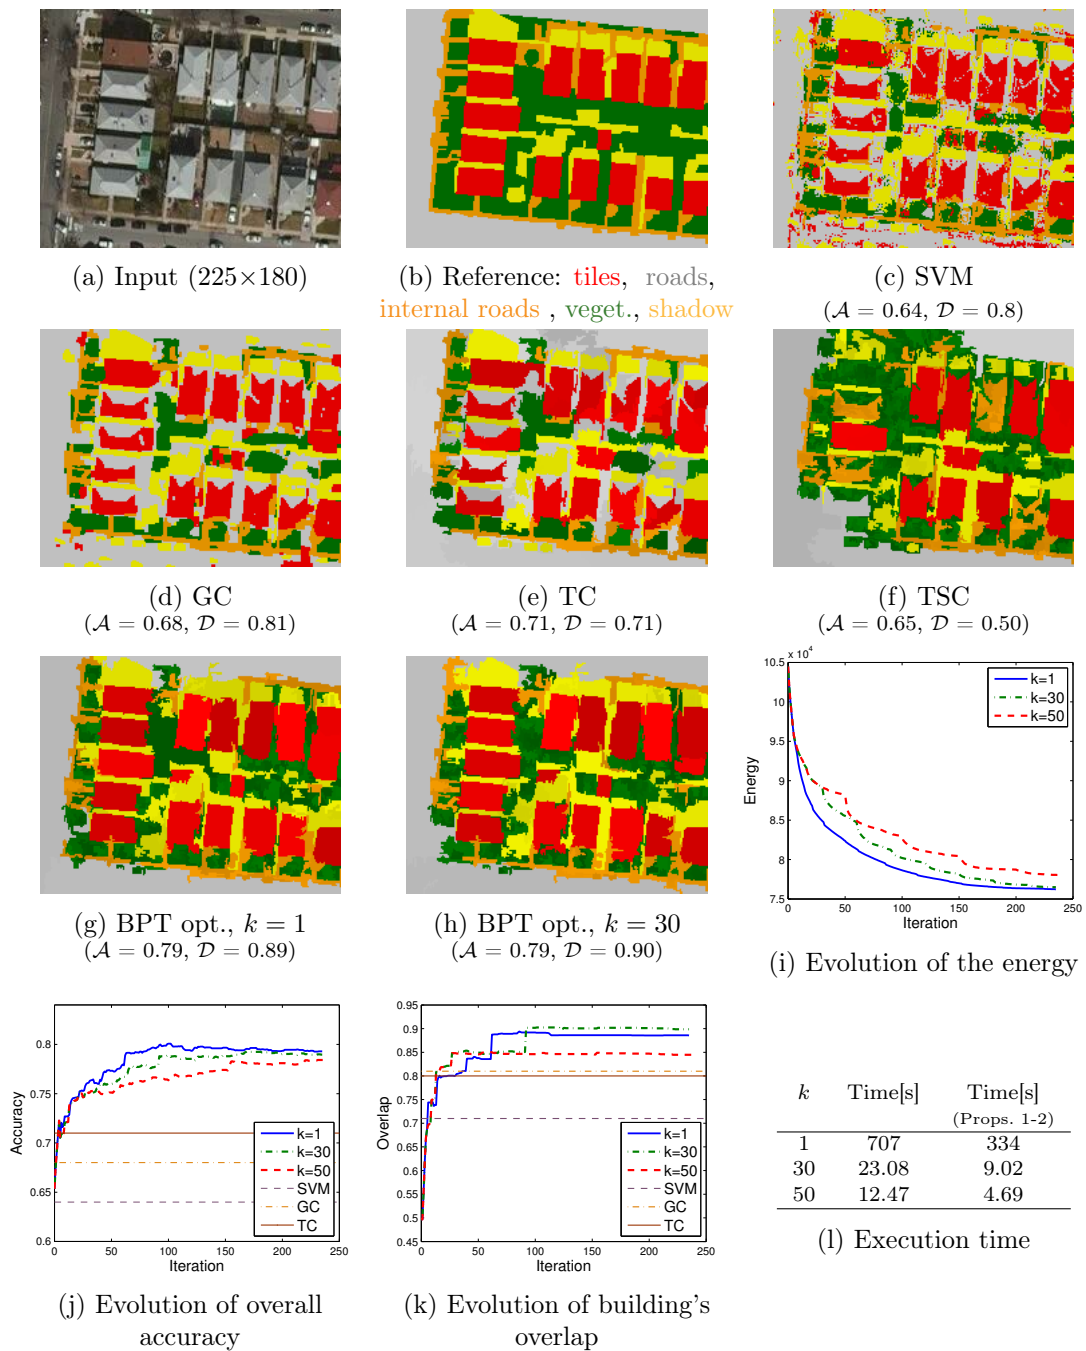 (a) Input (225×180)
(b) Reference: tiles, roads,
internal roads , veget., shadow
(c) SVM
(A = 0.64, D = 0.8)
(d) GC
(A = 0.68, D = 0.81)
(e) TC
(A = 0.71, D = 0.71)
(f) TSC
(A = 0.65, D = 0.50)
(g) BPT opt., k = 1
(A = 0.79, D = 0.89)
(h) BPT opt., k = 30
(A = 0.79, D = 0.90)
x 10^4
10.5
10
9.5
9
8.5
8
7.5
0 50 100 150 200 250
Energy
Iteration
k=1
k=30
k=50
(i) Evolution of the energy
0.8
0.75
0.7
0.65
0.6
0 50 100 150 200 250
Accuracy
Iteration
k=1
k=30
k=50
SVM
GC
TC
(j) Evolution of overall
accuracy
0.95
0.9
0.85
0.8
0.75
0.7
0.65
0.6
0.55
0.5
0.45
0 50 100 150 200 250
Overlap
Iteration
k=1
k=30
k=50
SVM
GC
TC
(k) Evolution of building's
overlap
k Time[s] Time[s]
(Props. 1-2)
1 707 334
30 23.08 9.02
50 12.47 4.69
(l) Execution time